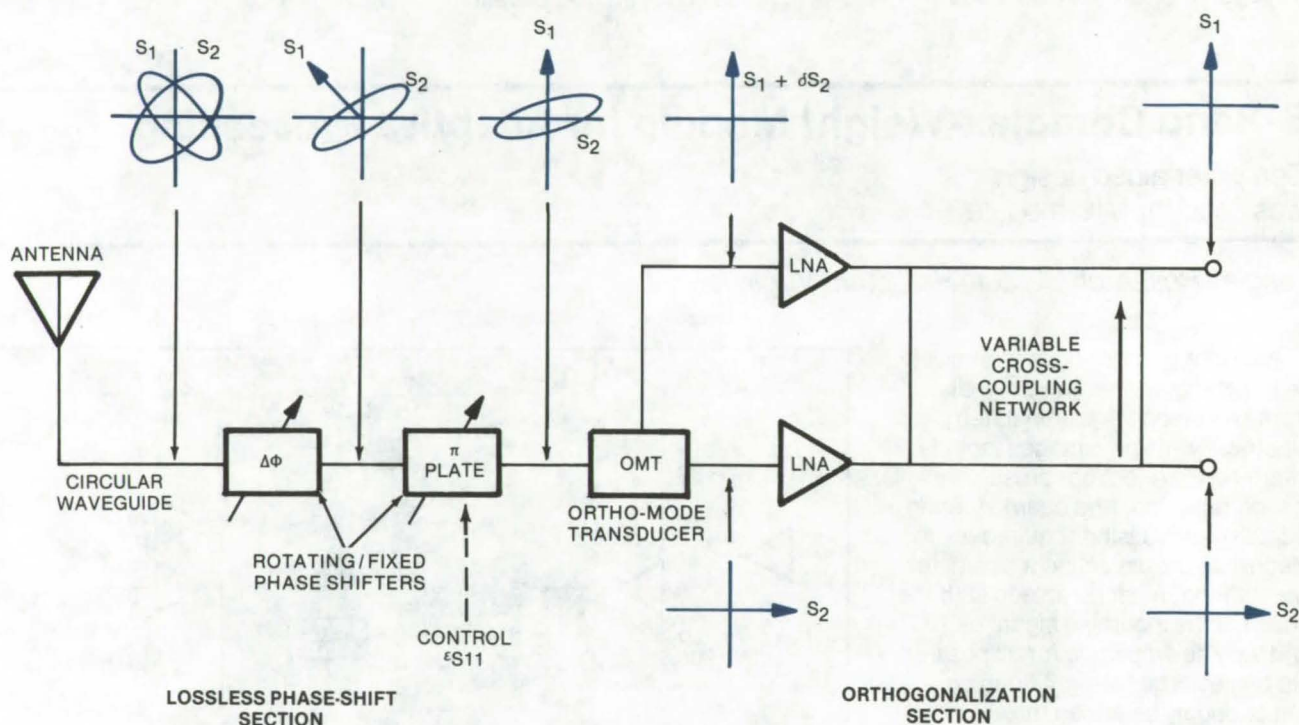 S1 S2
S1
S2
S1
S2
S1 + dS2
S1
ANTENNA
LNA
VARIABLE
CROSS-
COUPLING
NETWORK
ΔΦ
π
PLATE
OMT
LNA
CIRCULAR
WAVEGUIDE
ORTHO-MODE
TRANSDUCER
ROTATING/FIXED
PHASE SHIFTERS
CONTROL
εS11
S2
S2
LOSSLESS PHASE-SHIFT
SECTION
ORTHOGONALIZATION
SECTION